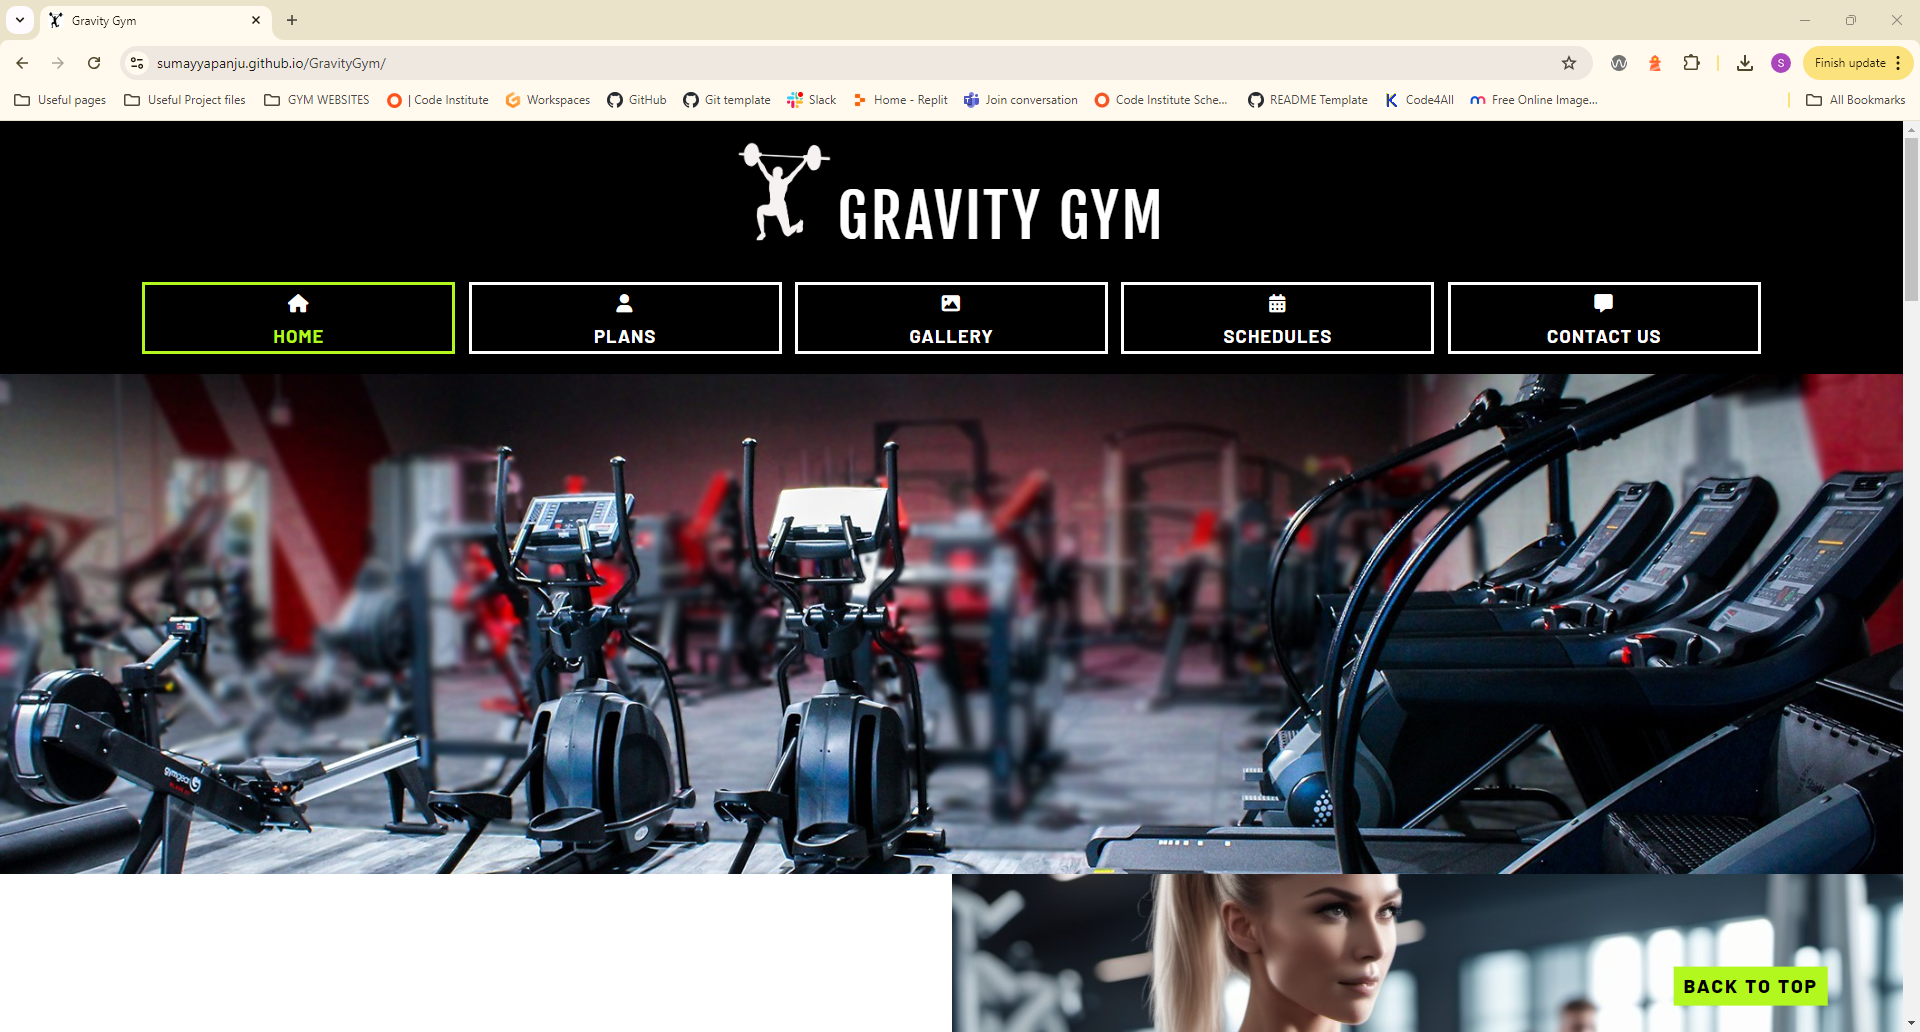 Gravity Gym
sumayyapanju.github.io/GravityGym/
S
Finish update
Useful pages
Useful Project files
GYM WEBSITES
| Code Institute
Workspaces
GitHub
Git template
Slack
Home - Replit
Join conversation
Code Institute Sche...
README Template
Code4All
Free Online Image...
All Bookmarks
GRAVITY GYM
HOME
PLANS
GALLERY
SCHEDULES
CONTACT US
gymgear
BACK TO TOP